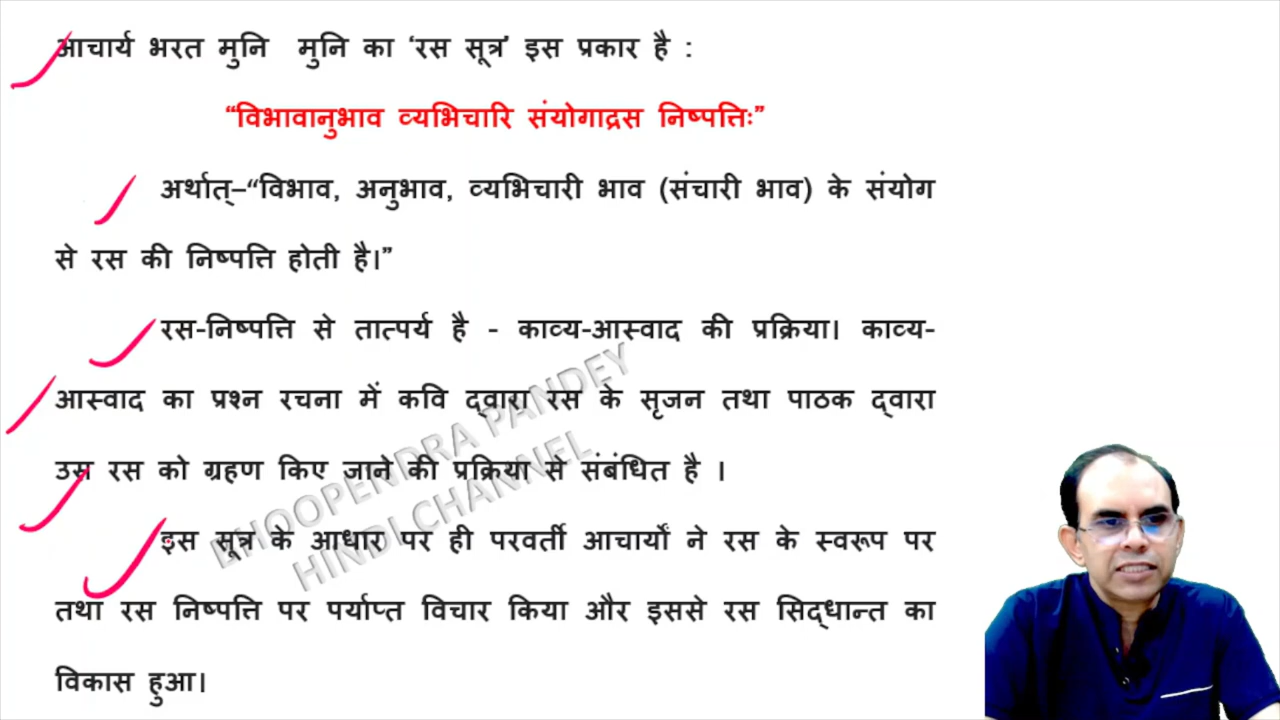 आचार्य भरत मुनि मुनि का ‘रस सूत्र’ इस प्रकार है :
“विभावानुभाव व्यभिचारि संयोगाद्रस निष्पत्तिः”
अर्थात्–“विभाव, अनुभाव, व्यभिचारी भाव (संचारी भाव) के संयोग
से रस की निष्पत्ति होती है।”
रस-निष्पत्ति से तात्पर्य है - काव्य-आस्वाद की प्रक्रिया। काव्य-
आस्वाद का प्रश्न रचना में कवि द्वारा रस के सृजन तथा पाठक द्वारा
उस रस को ग्रहण किए जाने की प्रक्रिया से संबंधित है ।
इस सूत्र के आधार पर ही परवर्ती आचार्यों ने रस के स्वरूप पर
तथा रस निष्पत्ति पर पर्याप्त विचार किया और इससे रस सिद्धान्त का
विकास हुआ।
BHOOPENDRA PANDEY
HINDI CHANNEL